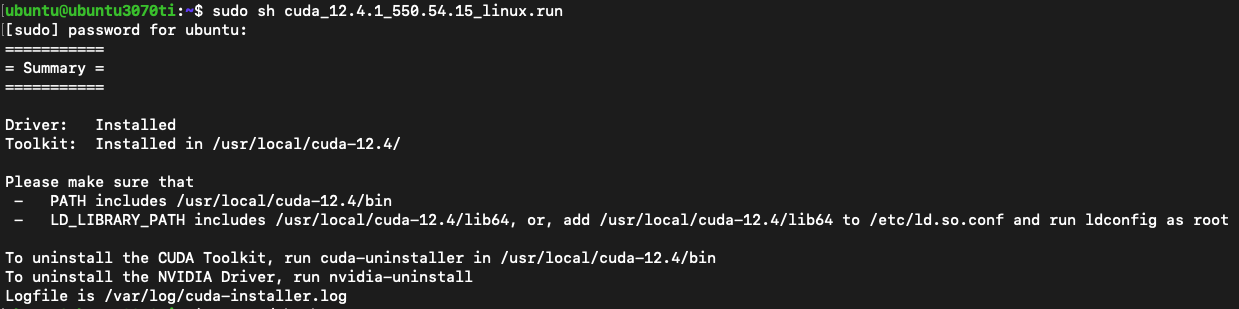 [ubuntu@ubuntu3070ti:~$ sudo sh cuda_12.4.1_550.54.15_linux.run
[[sudo] password for ubuntu:
===========
= Summary =
===========
Driver:   Installed
Toolkit:  Installed in /usr/local/cuda-12.4/
Please make sure that
 -   PATH includes /usr/local/cuda-12.4/bin
 -   LD_LIBRARY_PATH includes /usr/local/cuda-12.4/lib64, or, add /usr/local/cuda-12.4/lib64 to /etc/ld.so.conf and run ldconfig as root
To uninstall the CUDA Toolkit, run cuda-uninstaller in /usr/local/cuda-12.4/bin
To uninstall the NVIDIA Driver, run nvidia-uninstall
Logfile is /var/log/cuda-installer.log